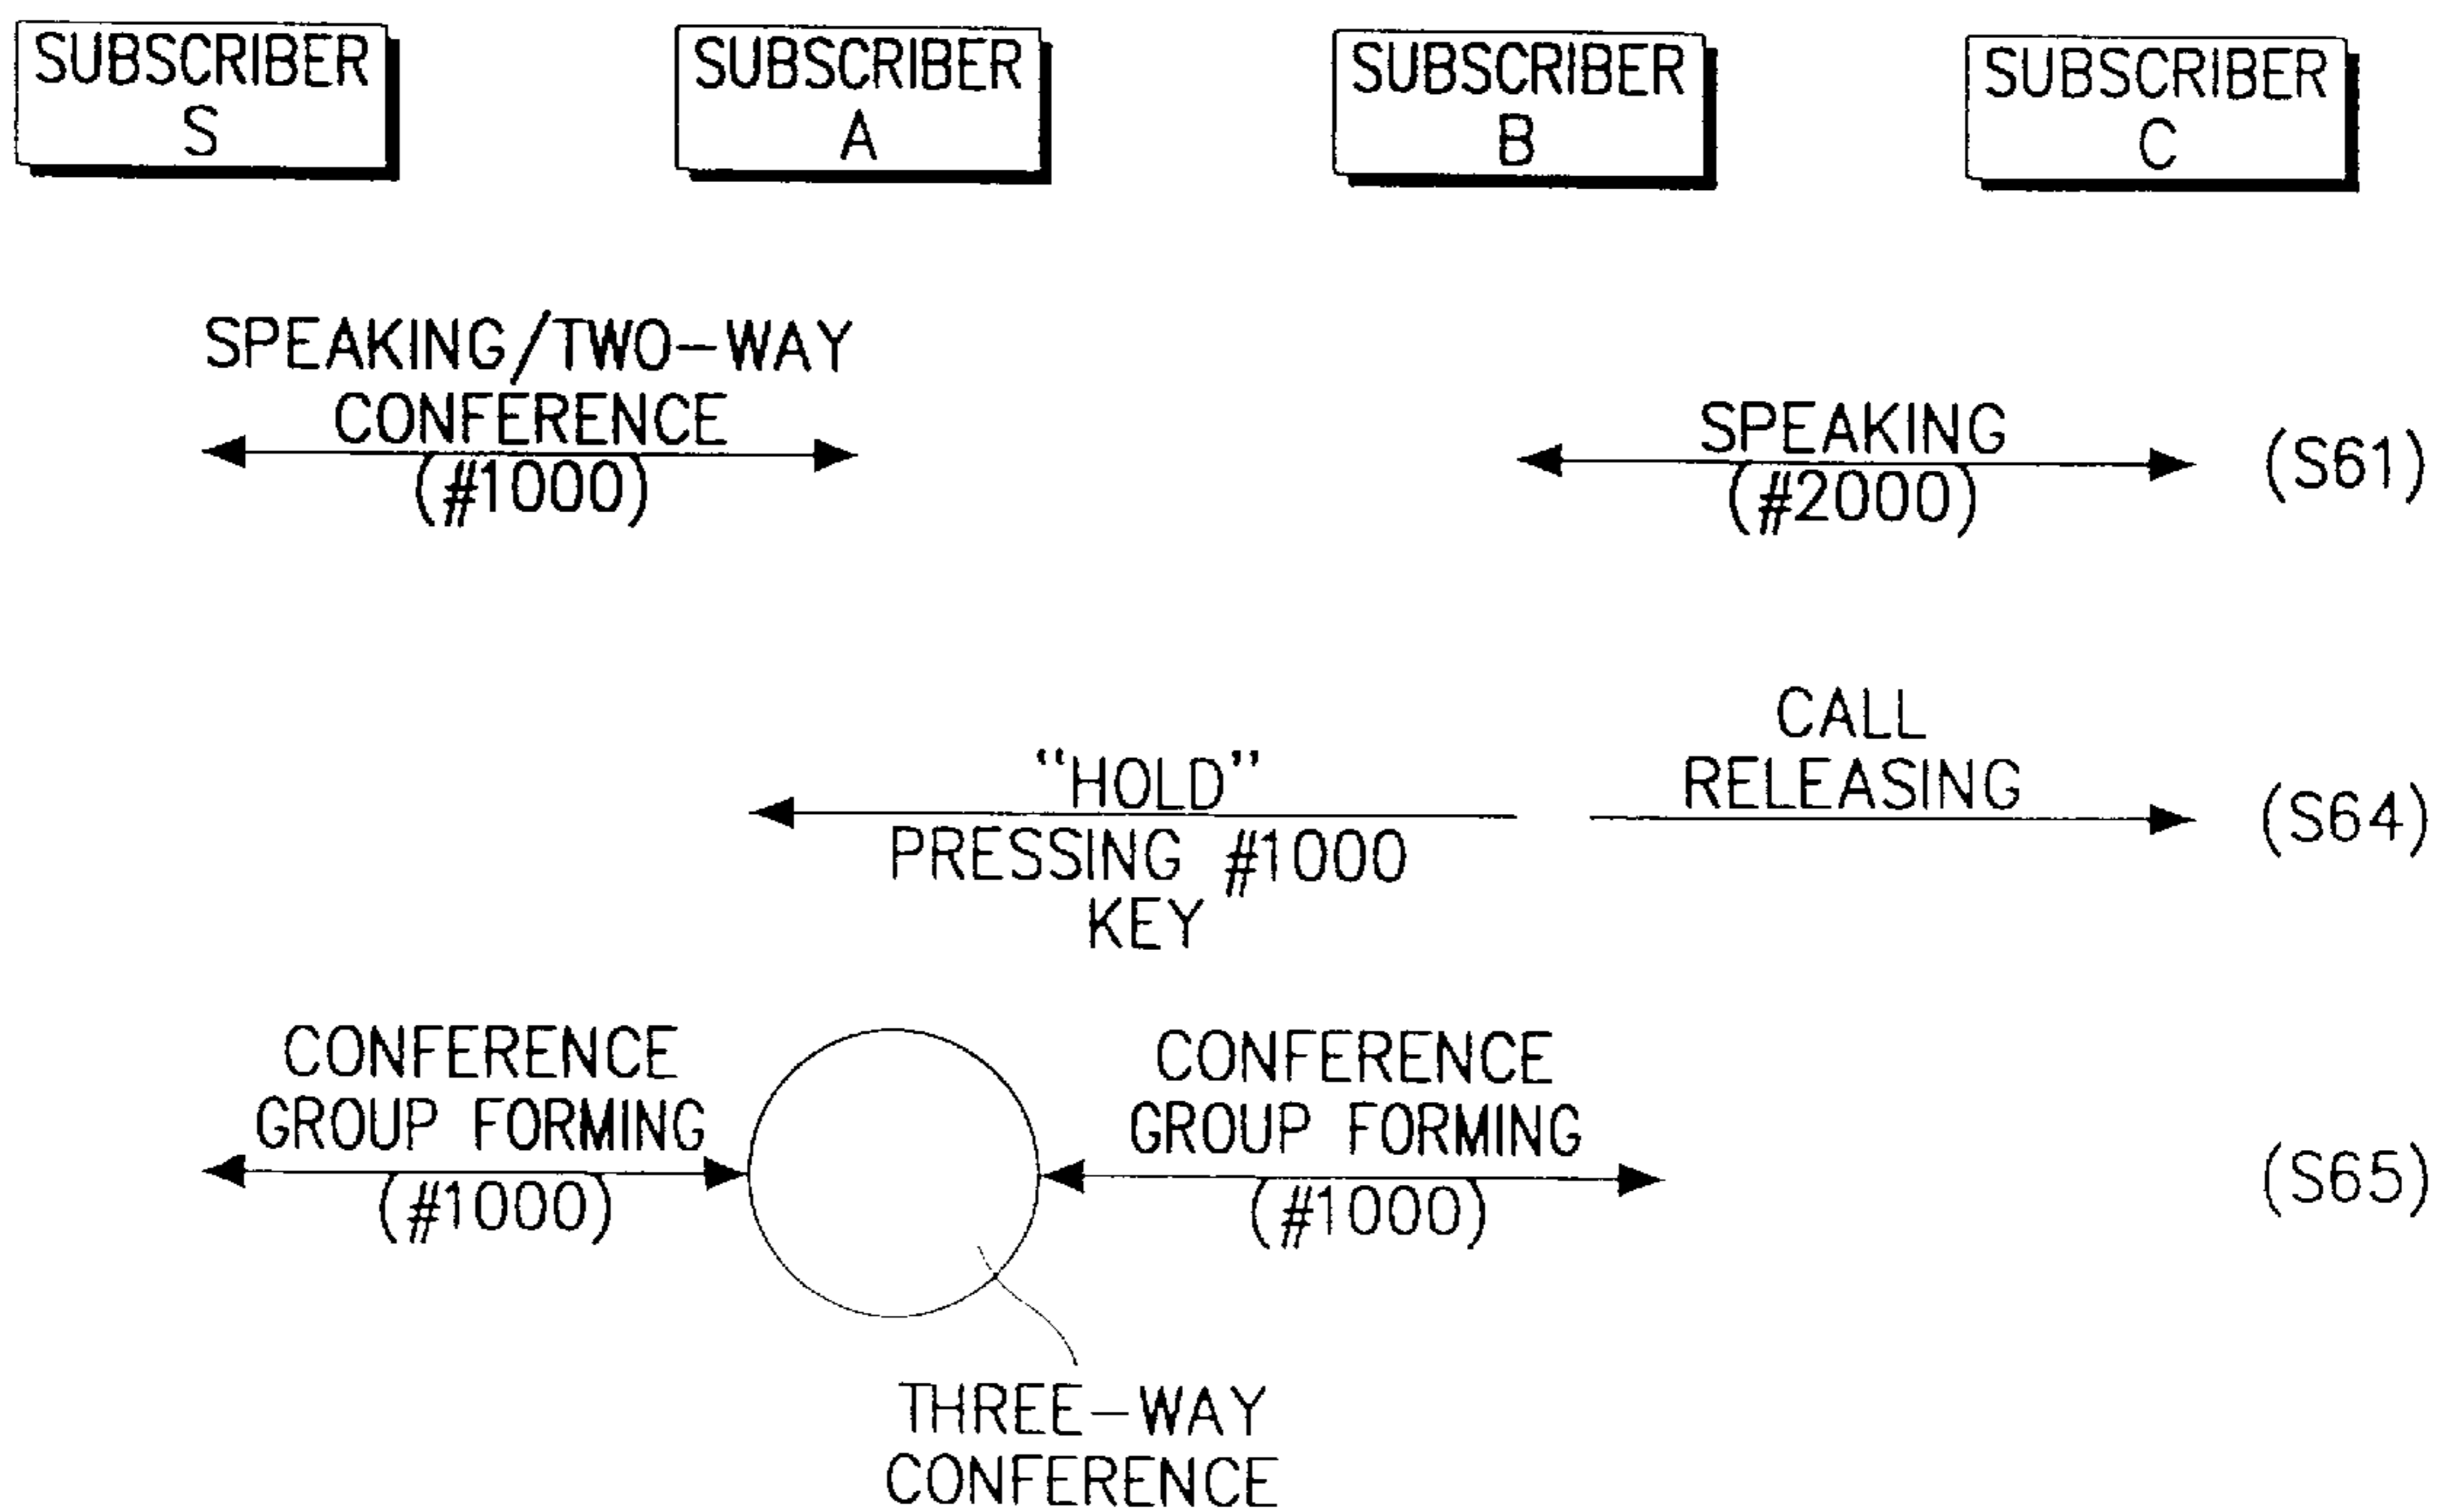 SUBSCRIBER
S
SUBSCRIBER
A
SUBSCRIBER
B
SUBSCRIBER
C
SPEAKING/TWO-WAY
CONFERENCE
(#1000)
SPEAKING
(#2000)
(S61)
“HOLD”
PRESSING #1000
KEY
CALL
RELEASING
(S64)
CONFERENCE
GROUP FORMING
(#1000)
CONFERENCE
GROUP FORMING
(#1000)
(S65)
THREE-WAY
CONFERENCE